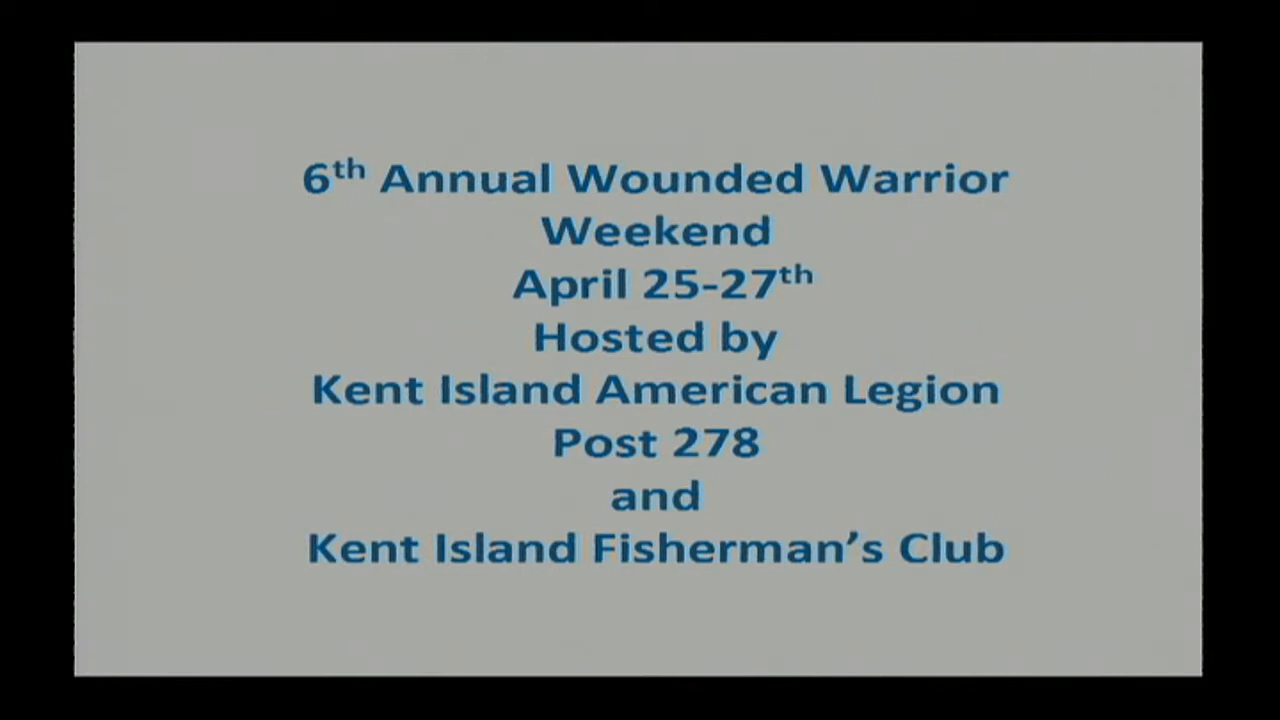 6th Annual Wounded Warrior
Weekend
April 25-27th
Hosted by
Kent Island American Legion
Post 278
and
Kent Island Fisherman’s Club